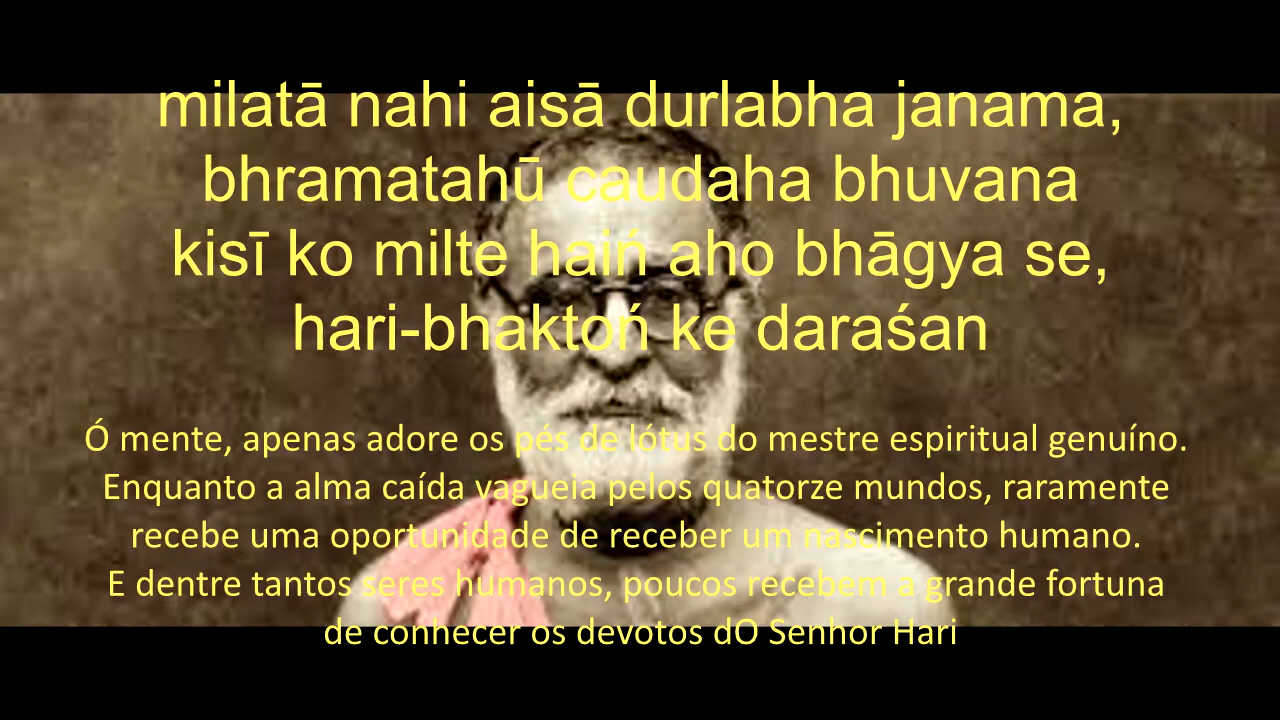 milatā nahi aisā durlabha janama,
bhramatahū caudaha bhuvana
kisī ko milte haiń aho bhāgya se,
hari-bhaktoń ke daraśan
Ó mente, apenas adore os pés de lótus do mestre espiritual genuíno.
Enquanto a alma caída vagueia pelos quatorze mundos, raramente
recebe uma oportunidade de receber um nascimento humano.
E dentre tantos seres humanos, poucos recebem a grande fortuna
de conhecer os devotos dO Senhor Hari